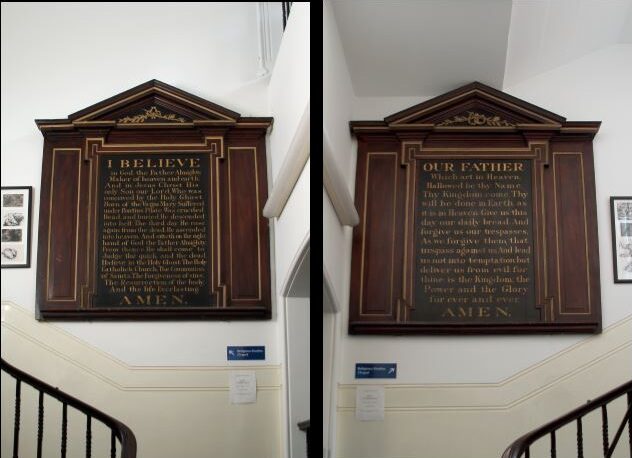 I BELIEVE
in God the Father Almighty
Maker of heaven and earth
And in Jesus Christ His
only Son our Lord, Who was
conceived by the Holy Ghost
Born of the Virgin Mary Suffered
under Pontius Pilate Was crucified
Dead, and buried, He descended
into hell The third day He rose
again from the dead, He ascended
into heaven, And sitteth on the right
hand of God the Father Almighty
From thence He shall come to
Judge the quick and the dead
I believe in the Holy Ghost The Holy
Catholick Church, The Communion
of Saints, The Forgiveness of sins,
The Resurrection of the body,
And the life Everlasting
AMEN.
Religious Studies
Chapel
OUR FATHER
Which art in Heaven,
Hallowed be thy Name,
Thy Kingdom come, Thy
will be done in Earth as
it is in Heaven Give us this
day our daily Bread And
forgive us our trespasses,
As we forgive them, that
trespass against us And lead
us not into temptation, but
deliver us from evil for
thine is the Kingdom, the
Power and the Glory
for ever and ever
AMEN.
Religious Studies
Chapel